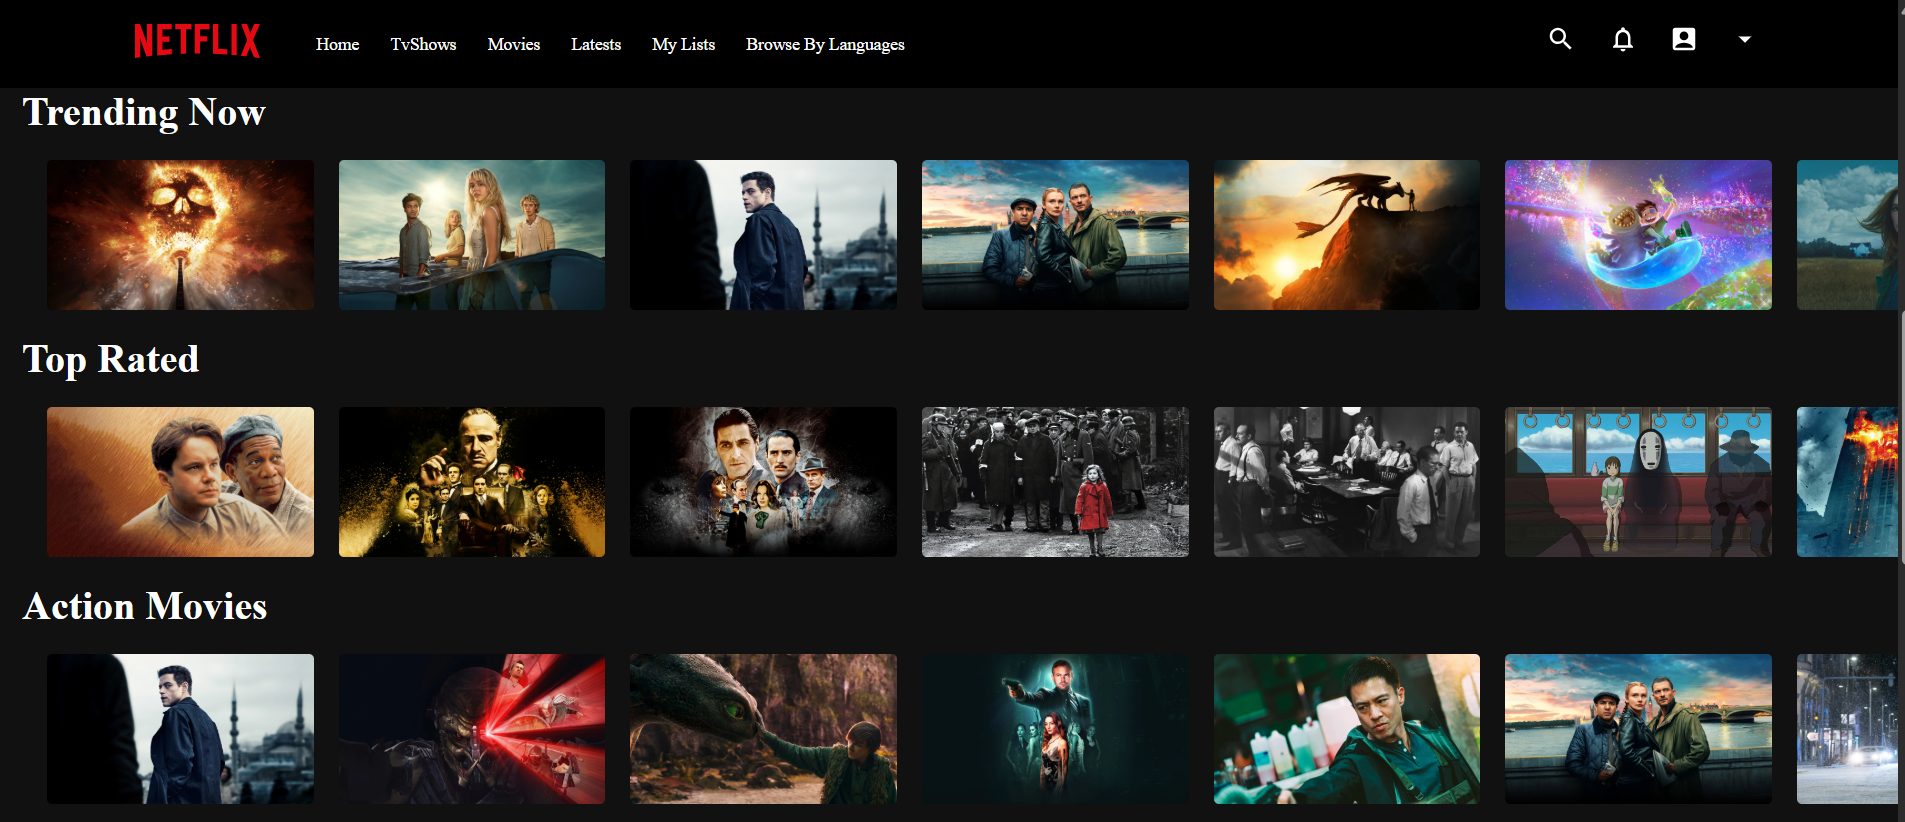 NETFLIX
Home TvShows Movies Latests My Lists Browse By Languages
Trending Now
Top Rated
Action Movies